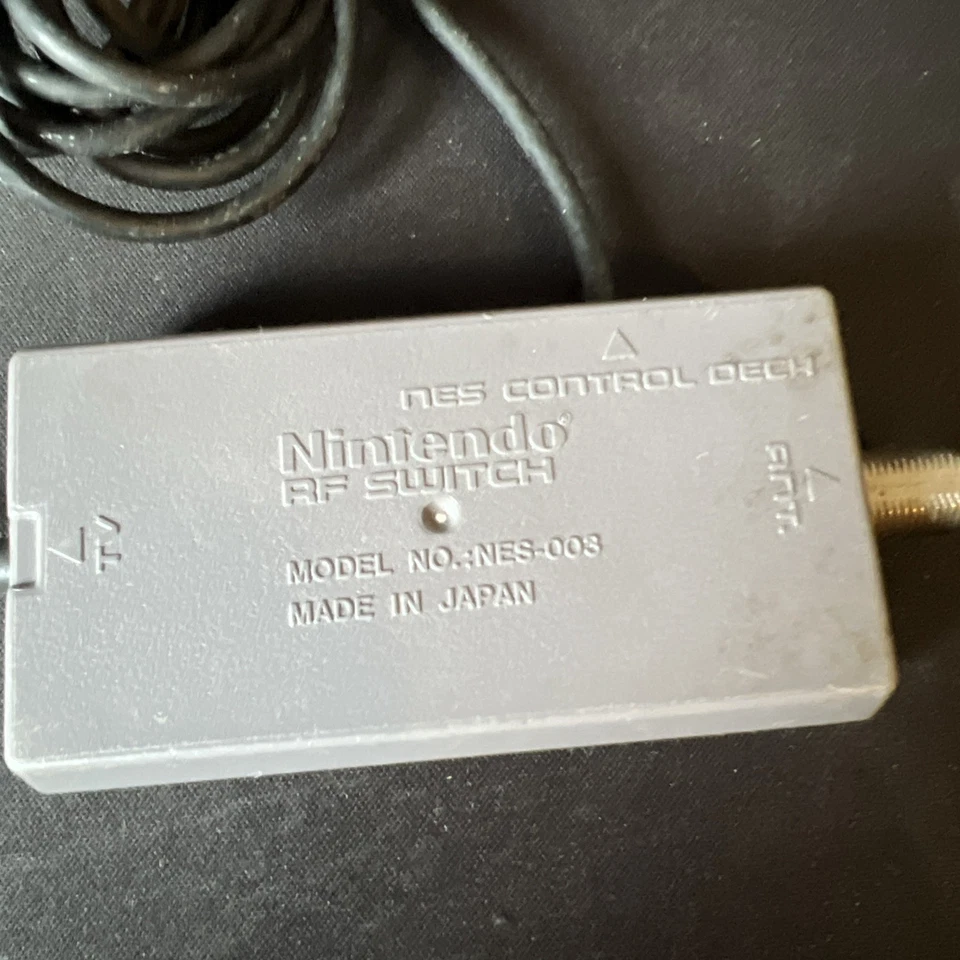 NES CONTROL DECK
Nintendo®
RF SWITCH
ANT.
TV
MODEL NO.:NES-003
MADE IN JAPAN